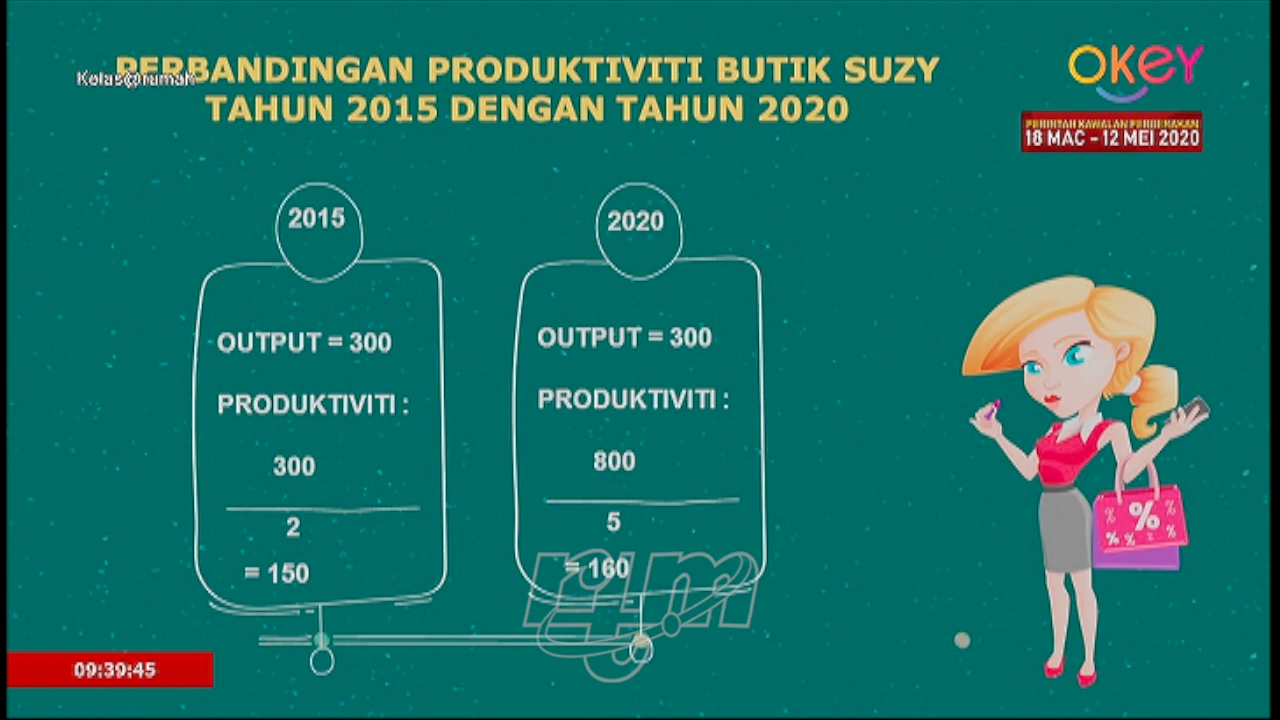 PERBANDINGAN PRODUKTIVITI BUTIK SUZY
TAHUN 2015 DENGAN TAHUN 2020
Kelas@rumah
OKEY
PERINTAH KAWALAN PERGERAKAN
18 MAC - 12 MEI 2020
2015
OUTPUT = 300
PRODUKTIVITI :
300
2
= 150
2020
OUTPUT = 300
PRODUKTIVITI :
800
5
= 160
rtm
%
% % % % %
09:39:45